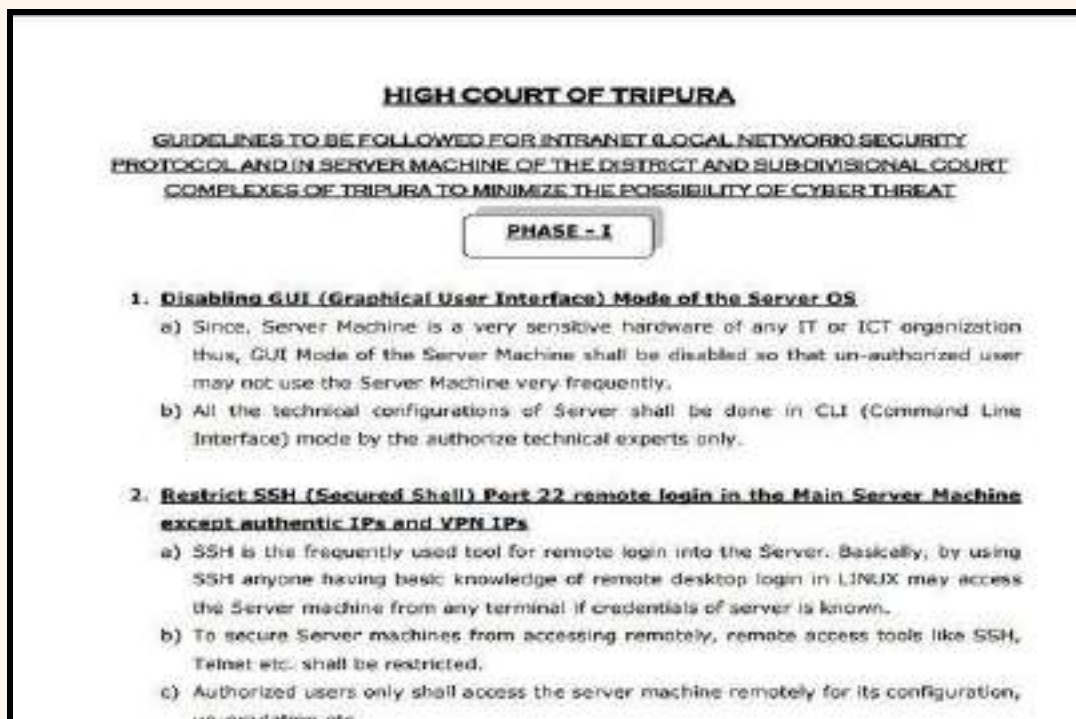 HIGH COURT OF TRIPURA
GUIDELINES TO BE FOLLOWED FOR INTRANET (LOCAL NETWORK) SECURITY
PROTOCOL AND IN SERVER MACHINE OF THE DISTRICT AND SUB-DIVISIONAL COURT
COMPLEXES OF TRIPURA TO MINIMIZE THE POSSIBILITY OF CYBER THREAT
PHASE - I
1. Disabling GUI (Graphical User Interface) Mode of the Server OS
a) Since, Server Machine is a very sensitive hardware of any IT or ICT organization
thus, GUI Mode of the Server Machine shall be disabled so that un-authorized user
may not use the Server Machine very frequently.
b) All the technical configurations of Server shall be done in CLI (Command Line
Interface) mode by the authorize technical experts only.
2. Restrict SSH (Secured Shell) Port 22 remote login in the Main Server Machine
except authentic IPs and VPN IPs
a) SSH is the frequently used tool for remote login into the Server. Basically, by using
SSH anyone having basic knowledge of remote desktop login in LINUX may access
the Server machine from any terminal if credentials of server is known.
b) To secure Server machines from accessing remotely, remote access tools like SSH,
Telnet etc. shall be restricted.
c) Authorized users only shall access the server machine remotely for its configuration,